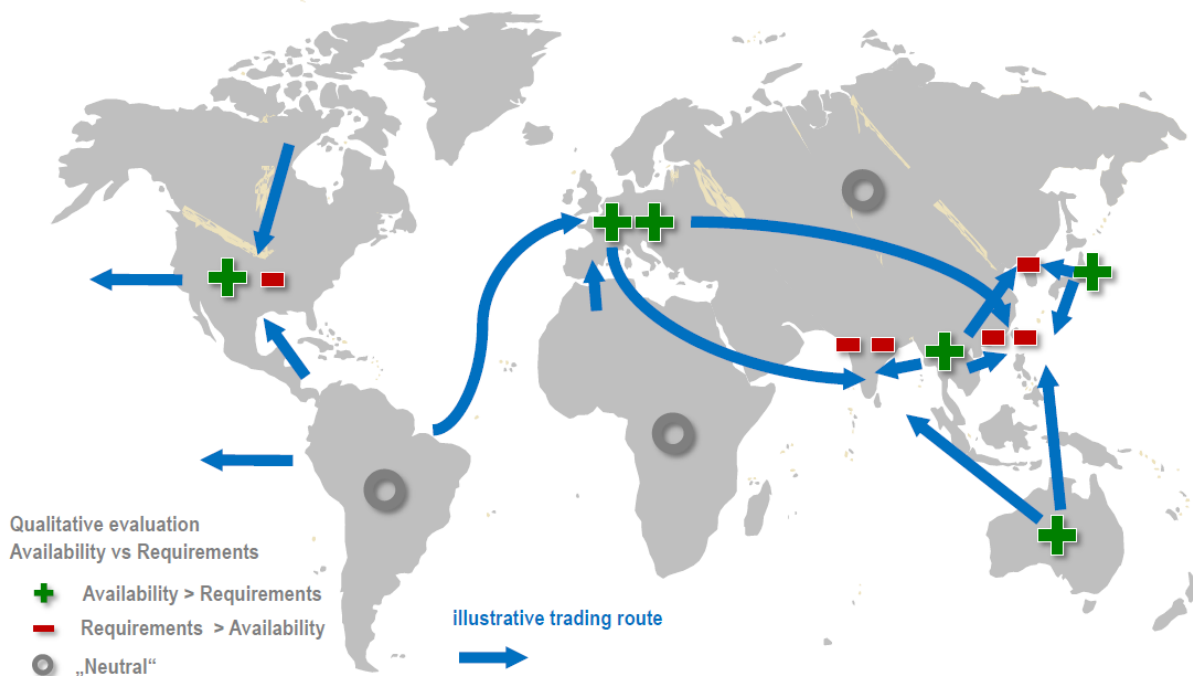 Qualitative evaluation
Availability vs Requirements
Availability > Requirements
Requirements > Availability
„Neutral“
illustrative trading route